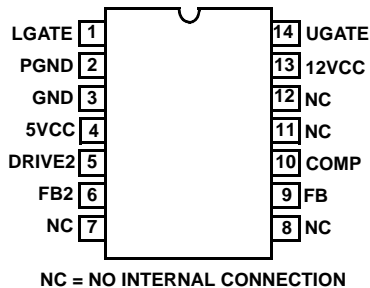 LGATE 1 14 UGATE
PGND 2 13 12VCC
GND 3 12 NC
5VCC 4 11 NC
DRIVE2 5 10 COMP
FB2 6 9 FB
NC 7 8 NC
NC = NO INTERNAL CONNECTION